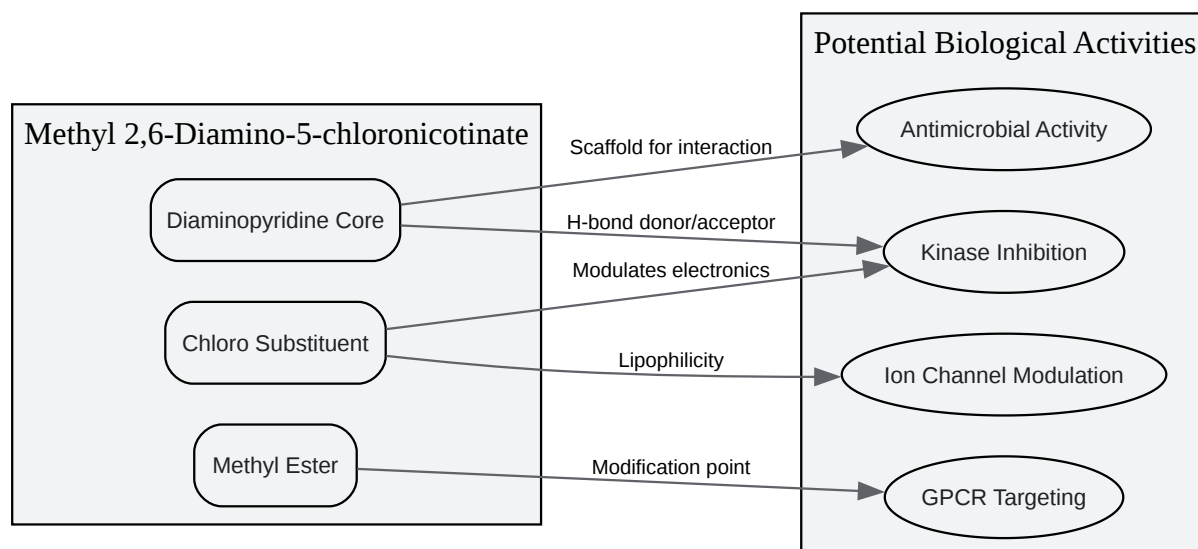 Potential Biological Activities
Methyl 2,6-Diamino-5-chloronicotinate
Antimicrobial Activity
Scaffold for interaction
Diaminopyridine Core
H-bond donor/acceptor
Kinase Inhibition
Modulates electronics
Chloro Substituent
Lipophilicity
Ion Channel Modulation
Methyl Ester
Modification point
GPCR Targeting